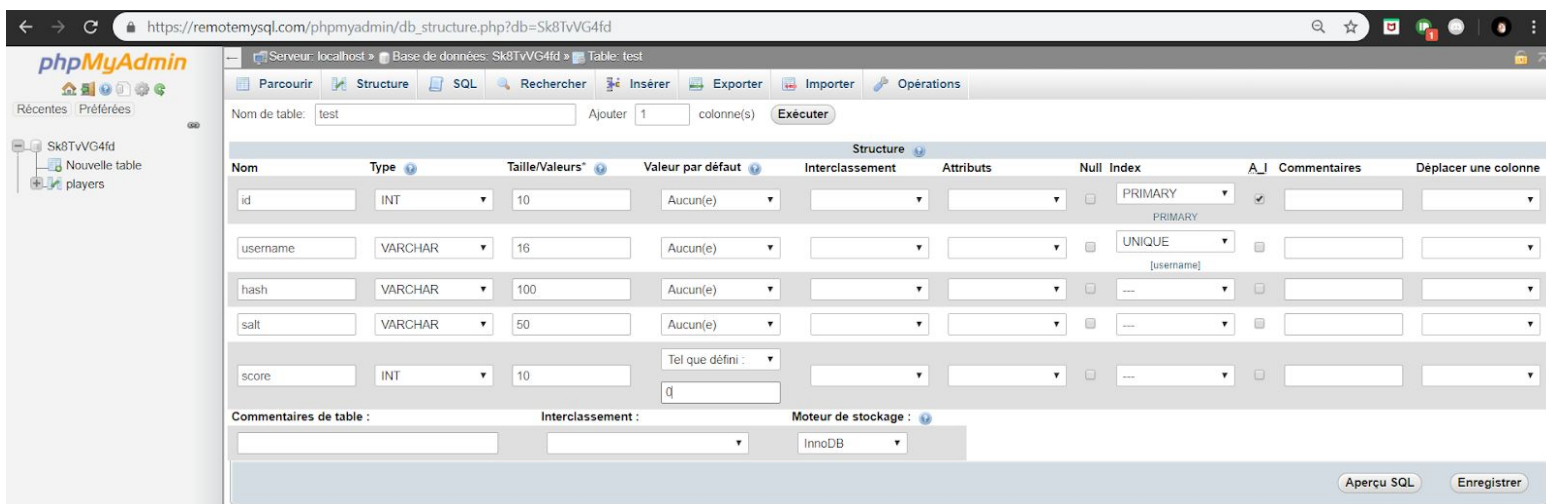 https://remotemysql.com/phpmyadmin/db_structure.php?db=Sk8TvVG4fd
phpMyAdmin
Récentes Préférées
Sk8TvVG4fd
Nouvelle table
players
Serveur: localhost » Base de données: Sk8TvVG4fd » Table: test
Parcourir Structure SQL Rechercher Insérer Exporter Importer Opérations
Nom de table: test Ajouter 1 colonne(s) Exécuter
Structure
Nom Type Taille/Valeurs* Valeur par défaut Interclassement Attributs Null Index A_I Commentaires Déplacer une colonne
id INT 10 Aucun(e) PRIMARY
PRIMARY
username VARCHAR 16 Aucun(e) UNIQUE
[username]
hash VARCHAR 100 Aucun(e) ---
salt VARCHAR 50 Aucun(e) ---
Tel que défini :
score INT 10 ---
0
Commentaires de table : Interclassement : Moteur de stockage :
InnoDB
Aperçu SQL Enregistrer